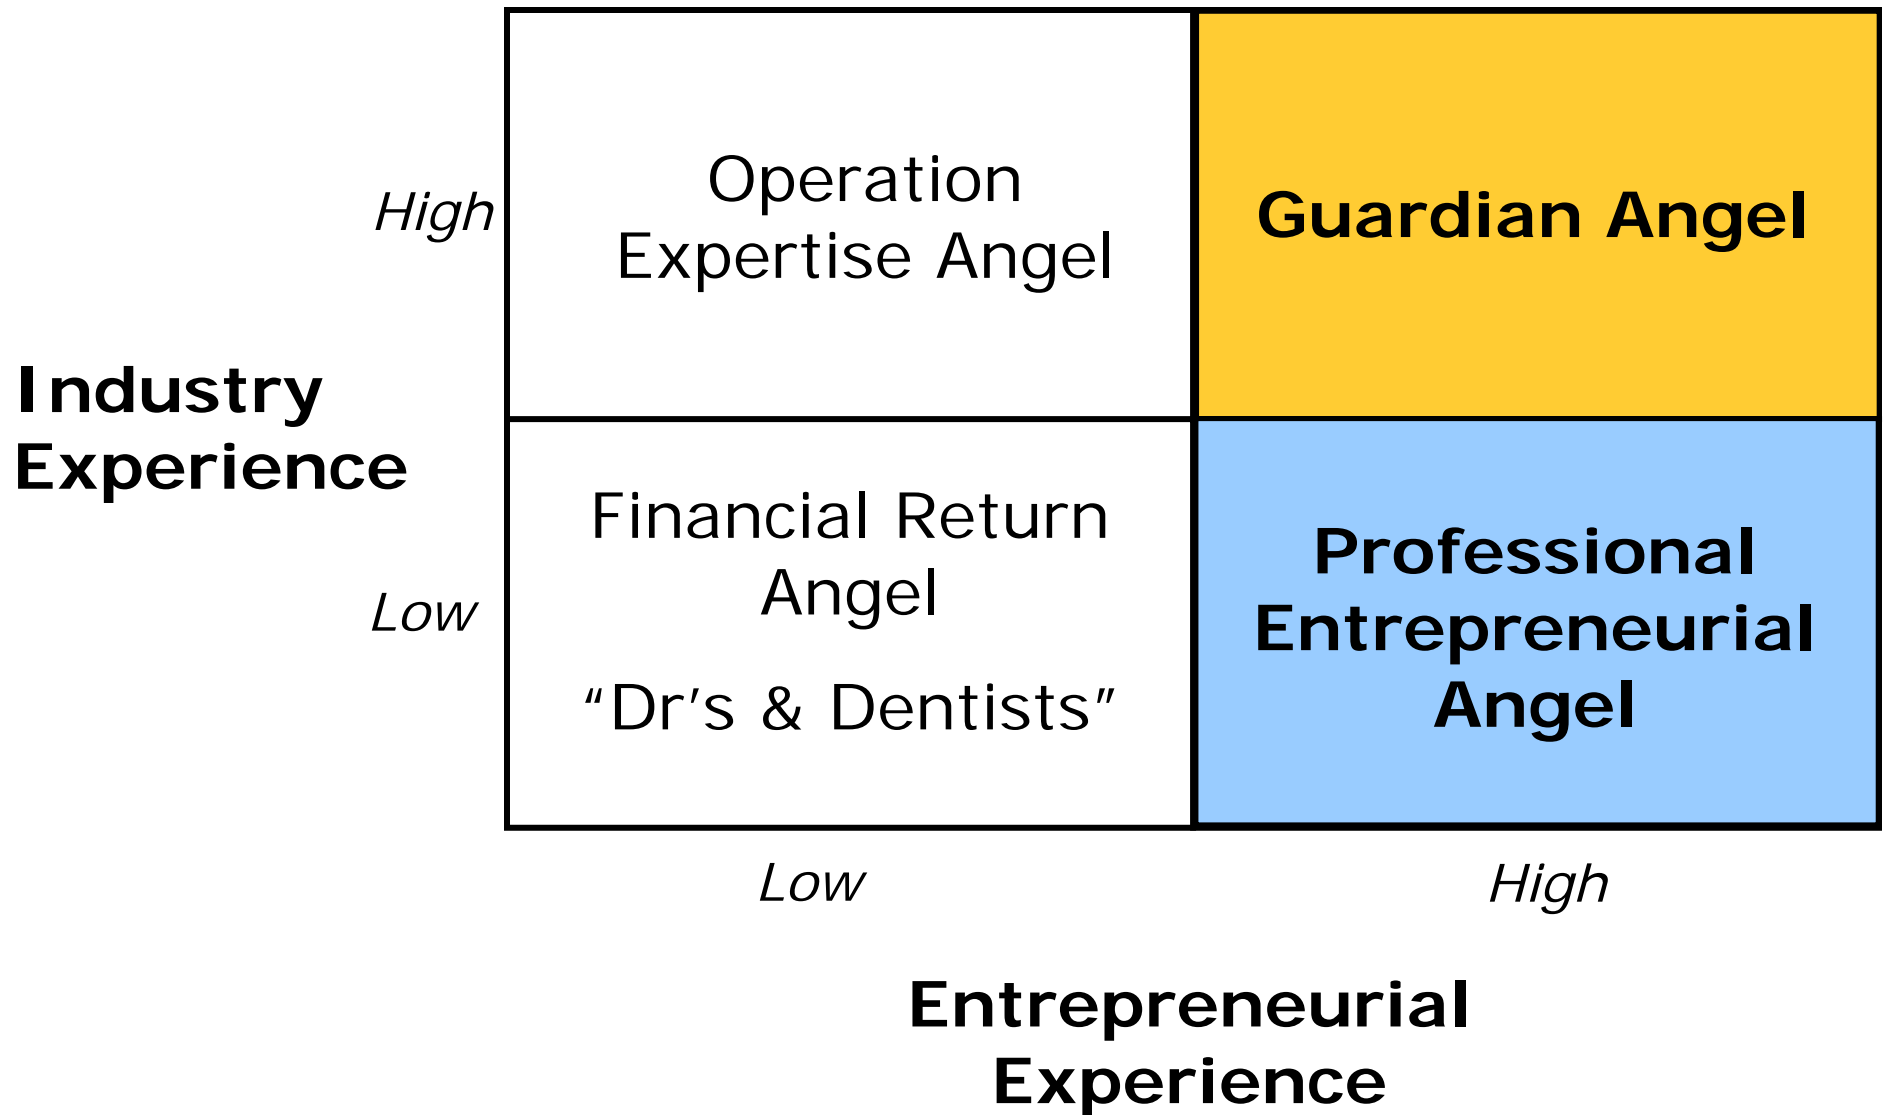 High
Operation
Expertise Angel
Guardian Angel
Industry
Experience
Low
Financial Return
Angel
“Dr’s & Dentists”
Professional
Entrepreneurial
Angel
Low
High
Entrepreneurial
Experience